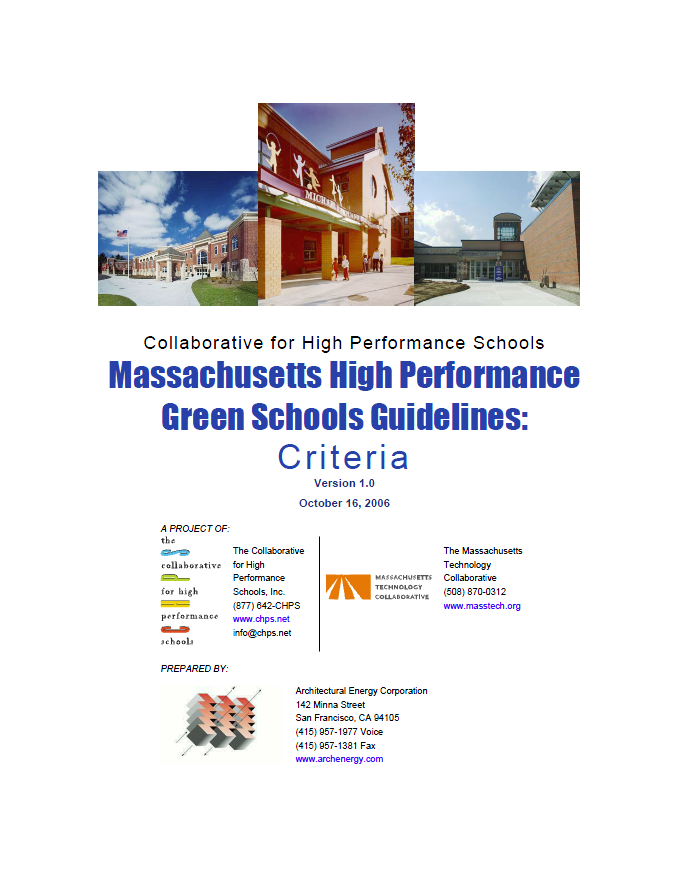 MICHA
Collaborative for High Performance Schools
Massachusetts High Performance
Green Schools Guidelines:
Criteria
Version 1.0
October 16, 2006
A PROJECT OF:
the
collaborative
for high
performance
schools
The Collaborative
for High
Performance
Schools, Inc.
(877) 642-CHPS
www.chps.net
info@chps.net
MASSACHUSETTS
TECHNOLOGY
COLLABORATIVE
The Massachusetts
Technology
Collaborative
(508) 870-0312
www.masstech.org
PREPARED BY:
Architectural Energy Corporation
142 Minna Street
San Francisco, CA 94105
(415) 957-1977 Voice
(415) 957-1381 Fax
www.archenergy.com